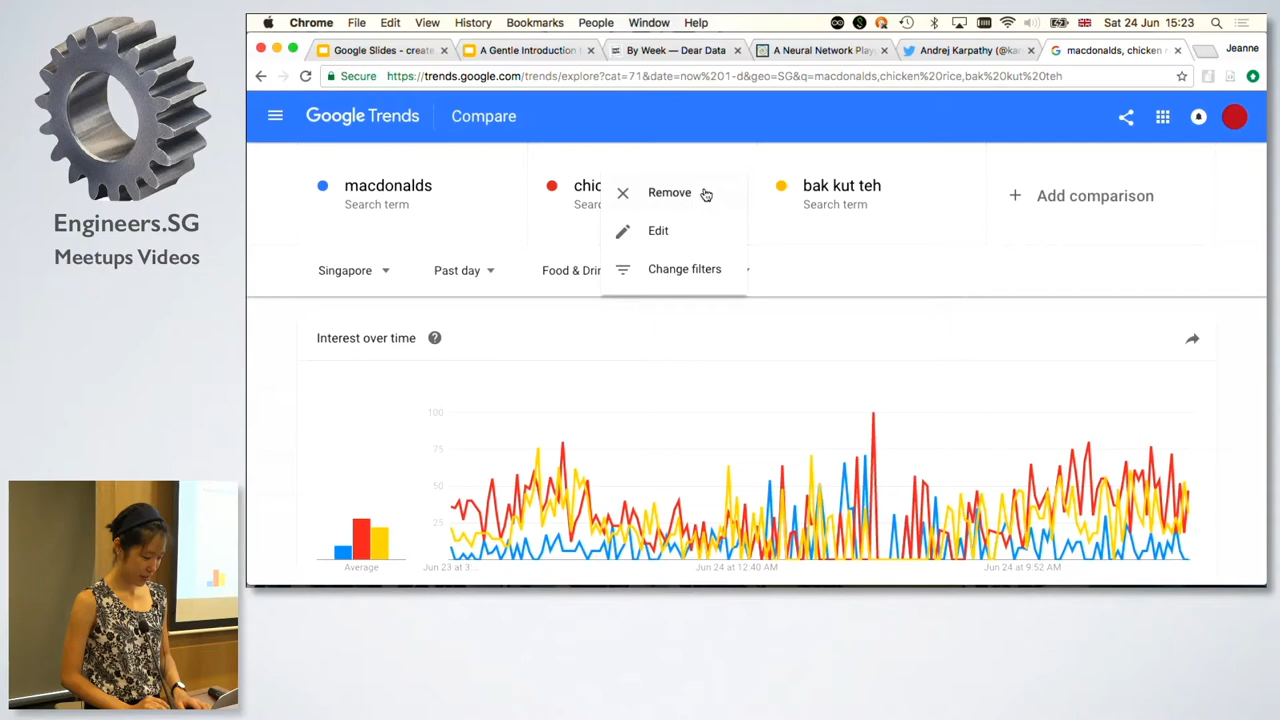 Engineers.SG
Meetups Videos
Chrome File Edit View History Bookmarks People Window Help Sat 24 Jun 15:23
Google Slides - create
A Gentle Introduction
By Week — Dear Data
A Neural Network Play
Andrej Karpathy (@kar
macdonalds, chicken r
Jeanne
Secure https://trends.google.com/trends/explore?cat=71&date=now%201-d&geo=SG&q=macdonalds,chicken%20rice,bak%20kut%20teh
Google Trends Compare
macdonalds
Search term
chic
Searc
Remove
Edit
Change filters
bak kut teh
Search term
+ Add comparison
Singapore
Past day
Food & Drin
Interest over time ?
100
75
50
25
Average
Jun 23 at 3:...
Jun 24 at 12:40 AM
Jun 24 at 9:52 AM